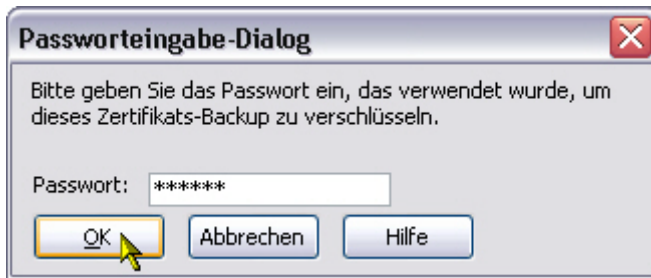 Passworteingabe-Dialog
Bitte geben Sie das Passwort ein, das verwendet wurde, um
dieses Zertifikats-Backup zu verschlüsseln.
Passwort: ******
OK Abbrechen Hilfe